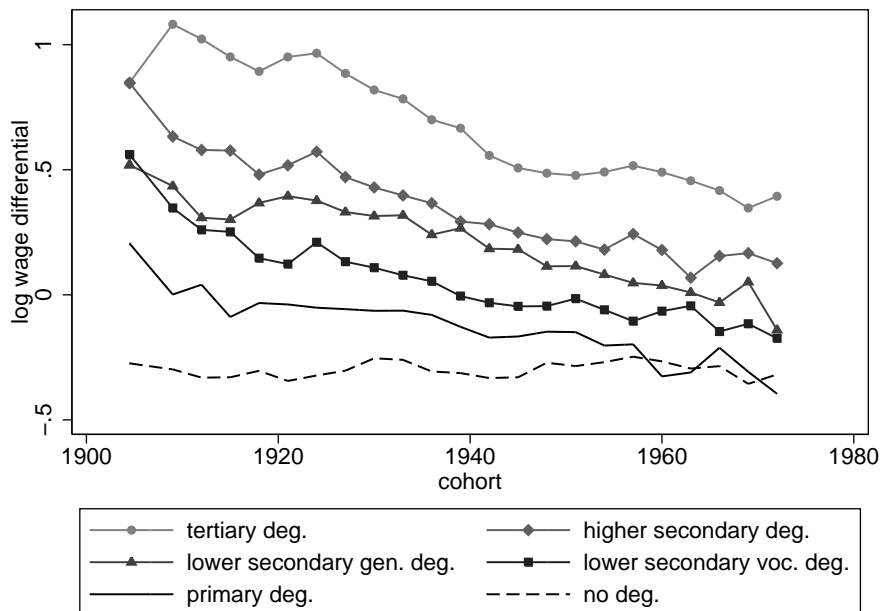 1
.5
0
−.5
log wage differential
1900 1920 1940 1960 1980
cohort
tertiary deg. higher secondary deg.
lower secondary gen. deg. lower secondary voc. deg.
primary deg. no deg.